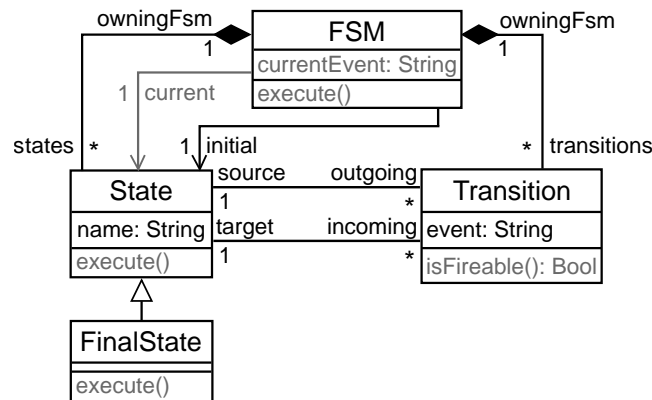 owningFsm
FSM
owningFsm
1
1
currentEvent: String
1 current
execute()
states *
1 initial
* transitions
State
source outgoing
Transition
1 *
name: String
target incoming
event: String
execute()
1 *
isFireable(): Bool
FinalState
execute()